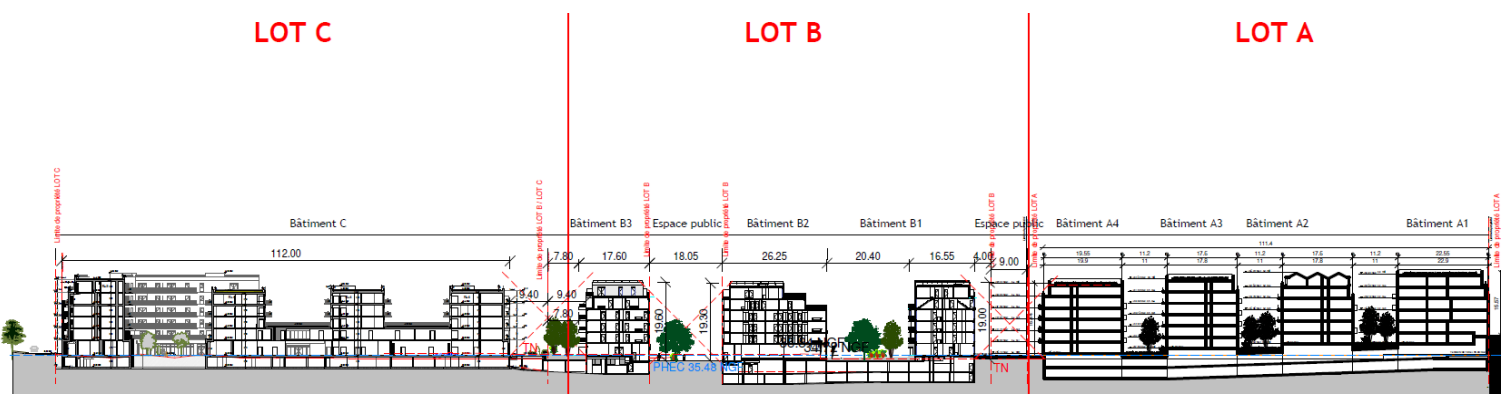 LOT C
LOT B
LOT A
Limite de propriété LOT C
Limite de propriété LOT B / LOT C
Limite de propriété LOT B
Limite de propriété LOT B
Limite de propriété LOT B
Limite de propriété LOT A
Limite de propriété LOT A
Bâtiment C
Bâtiment B3
Espace public
Bâtiment B2
Bâtiment B1
Espace public
Bâtiment A4
Bâtiment A3
Bâtiment A2
Bâtiment A1
111.4
112.00
7.80
17.60
18.05
26.25
20.40
16.55
4.00
9.00
19.55
11.2
17.5
11.2
17.5
11.2
22.55
19.9
11
17.8
11
17.8
11
22.9
9.40
9.40
7.80
19.60
19.30
19.00
TN
PHEC 35.48 NGF
TN